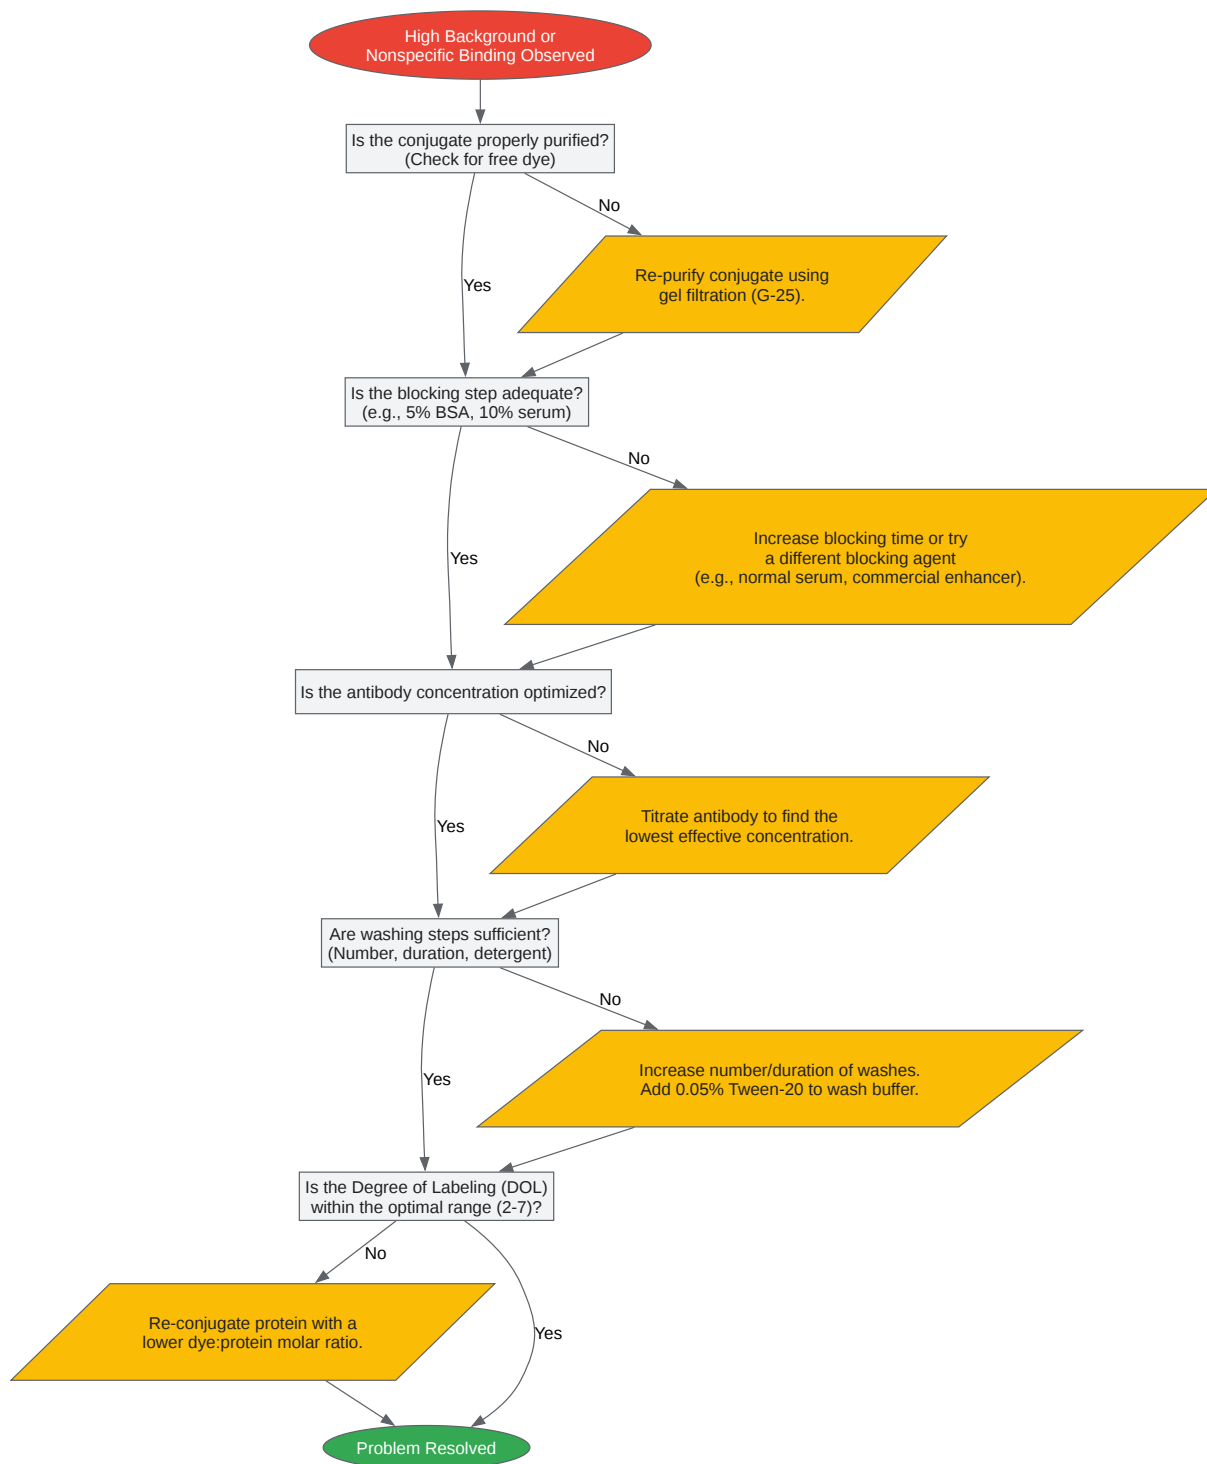 High Background or
Nonspecific Binding Observed
Is the conjugate properly purified?
(Check for free dye)
No
Re-purify conjugate using
gel filtration (G-25).
Yes
Is the blocking step adequate?
(e.g., 5% BSA, 10% serum)
No
Increase blocking time or try
a different blocking agent
(e.g., normal serum, commercial enhancer).
Yes
Is the antibody concentration optimized?
No
Titrate antibody to find the
lowest effective concentration.
Yes
Are washing steps sufficient?
(Number, duration, detergent)
No
Increase number/duration of washes.
Add 0.05% Tween-20 to wash buffer.
Yes
Is the Degree of Labeling (DOL)
within the optimal range (2-7)?
No
Re-conjugate protein with a
lower dye:protein molar ratio.
Yes
Problem Resolved